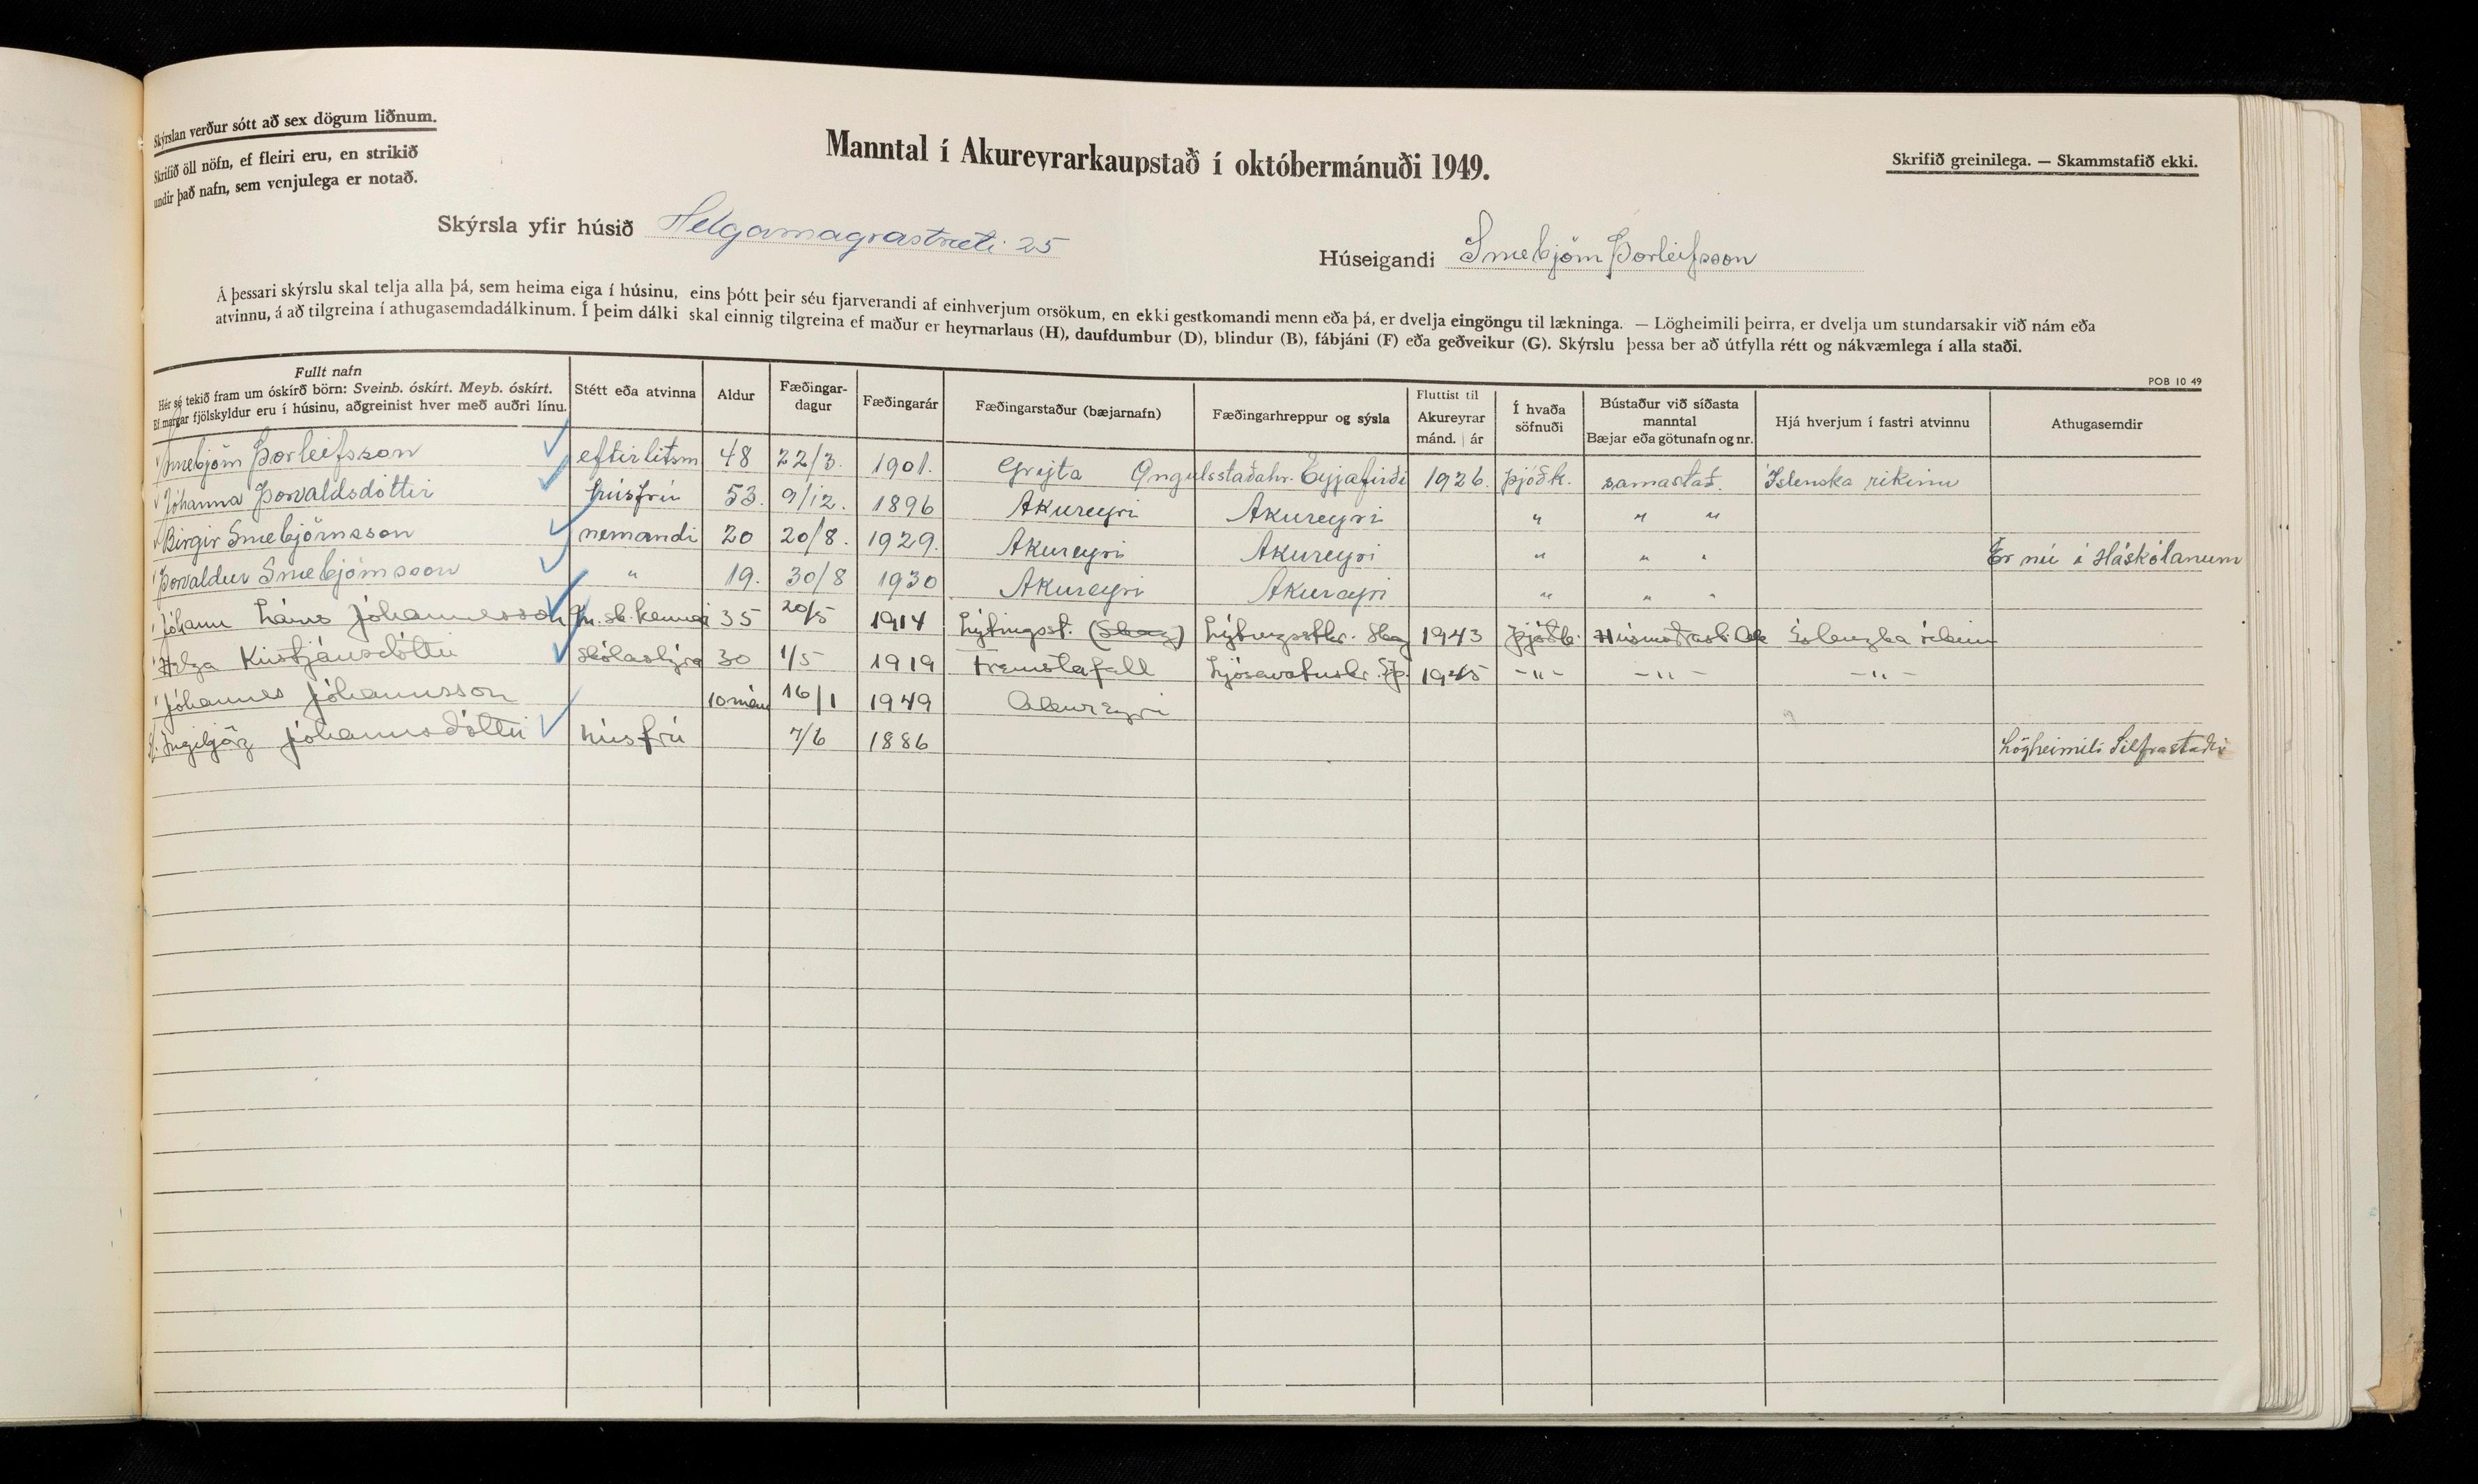 Skýrslan verður sótt að sex dögum liðnum.
Skrifið öll nöfn, ef fleiri eru, en strikið
undir það nafn, sem venjulega er notað.
Manntal í Akureyrarkaupstað í októbermánuði 1949.
Skrifið greinilega. — Skammstafið ekki.
Skýrsla yfir húsið Helgamagrastræti 25
Húseigandi Snæbjörn Þorleifsson
Á þessari skýrslu skal telja alla þá, sem heima eiga í húsinu, eins þótt þeir séu fjarverandi af einhverjum orsökum, en ekki gestkomandi menn eða þá, er dvelja eingöngu til lækninga. — Lögheimili þeirra, er dvelja um stundarsakir við nám eða
atvinnu, á að tilgreina í athugasemdadálkinum. Í þeim dálki skal einnig tilgreina ef maður er heyrnarlaus (H), daufdumbur (D), blindur (B), fábjáni (F) eða geðveikur (G). Skýrslu þessa ber að útfylla rétt og nákvæmlega í alla staði.
POB 10 49
Fullt nafn
Hér sé tekið fram um óskírð börn: Sveinb. óskírt. Meyb. óskírt.
Ef margar fjölskyldur eru í húsinu, aðgreinist hver með auðri línu.
Stétt eða atvinna
Aldur
Fæðingar-
dagur
Fæðingarár
Fæðingarstaður (bæjarnafn)
Fæðingarhreppur og sýsla
Fluttist til
Akureyrar
mánd. | ár
Í hvaða
söfnuði
Bústaður við síðasta
manntal
Bæjar eða götunafn og nr.
Hjá hverjum í fastri atvinnu
Athugasemdir
Snæbjörn Þorleifsson eftirlitsm 48 22/3. 1901. Grýta Öngulsstaðahr. Eyjafirði 1926. þjóðk. samastað. Íslenska ríkinu
Jóhanna Þorvaldsdóttir húsfrú 53. 9/12. 1896 Akureyri Akureyri " " "
Birgir Snæbjörnsson nemandi 20 20/8. 1929. Akureyri Akureyri " " " Er nú í Háskólanum
Þorvaldur Snæbjörnsson " 19. 30/8 1930 Akureyri Akureyri " " "
Jóhann Lárus Jóhannesson 35 20/5 1914 Lýtingsst. (Skag) Lýtingssthr. Skag 1943 Þjóðk. Íslenzka ríkinu
Helga Kristjánsdóttir skólastýra 30 1/5 1919 Fremstafell Ljósavatnshr. Þ. 1945 -"- -"- -"-
Jóhannes Jóhannsson 10 mán 16/1 1949 Akureyri
Ingibjörg Jóhannsdóttir húsfrú 7/6 1886 Lögheimili Silfrastaðir